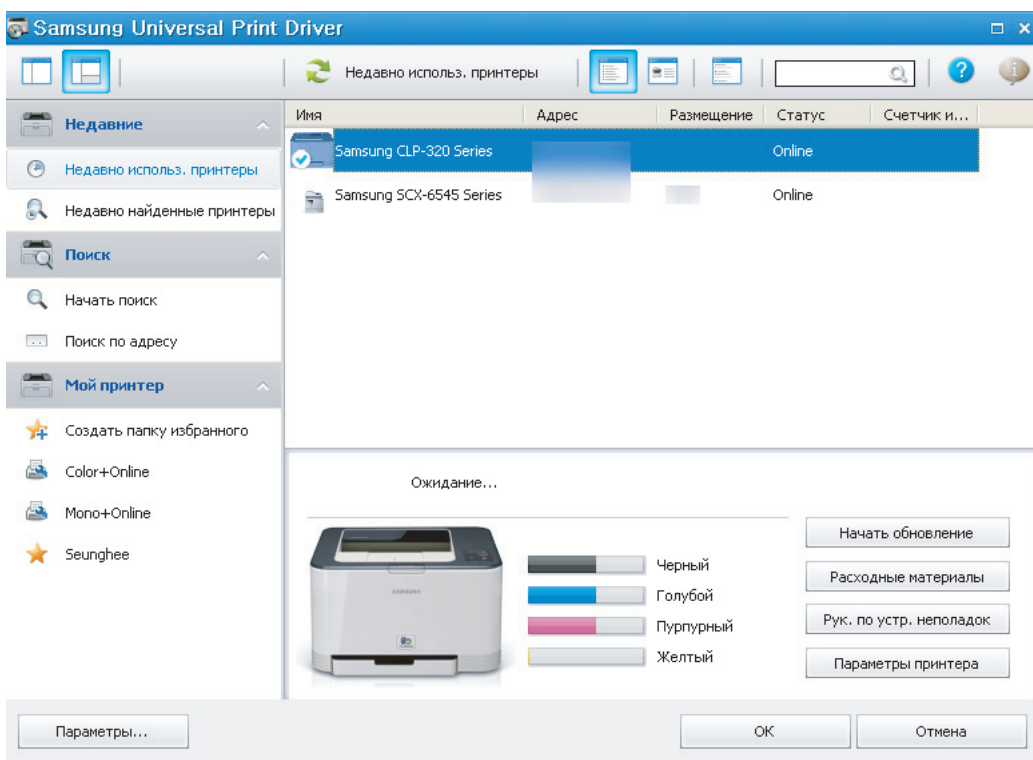 Samsung Universal Print Driver
Недавно использ. принтеры
Недавние
Недавно использ. принтеры
Недавно найденные принтеры
Поиск
Начать поиск
Поиск по адресу
Мой принтер
Создать папку избранного
Color+Online
Mono+Online
Seunghee
Имя Адрес Размещение Статус Счетчик и...
Samsung CLP-320 Series Online
Samsung SCX-6545 Series Online
Ожидание...
SAMSUNG
Черный
Голубой
Пурпурный
Желтый
Начать обновление
Расходные материалы
Рук. по устр. неполадок
Параметры принтера
Параметры...
ОК
Отмена